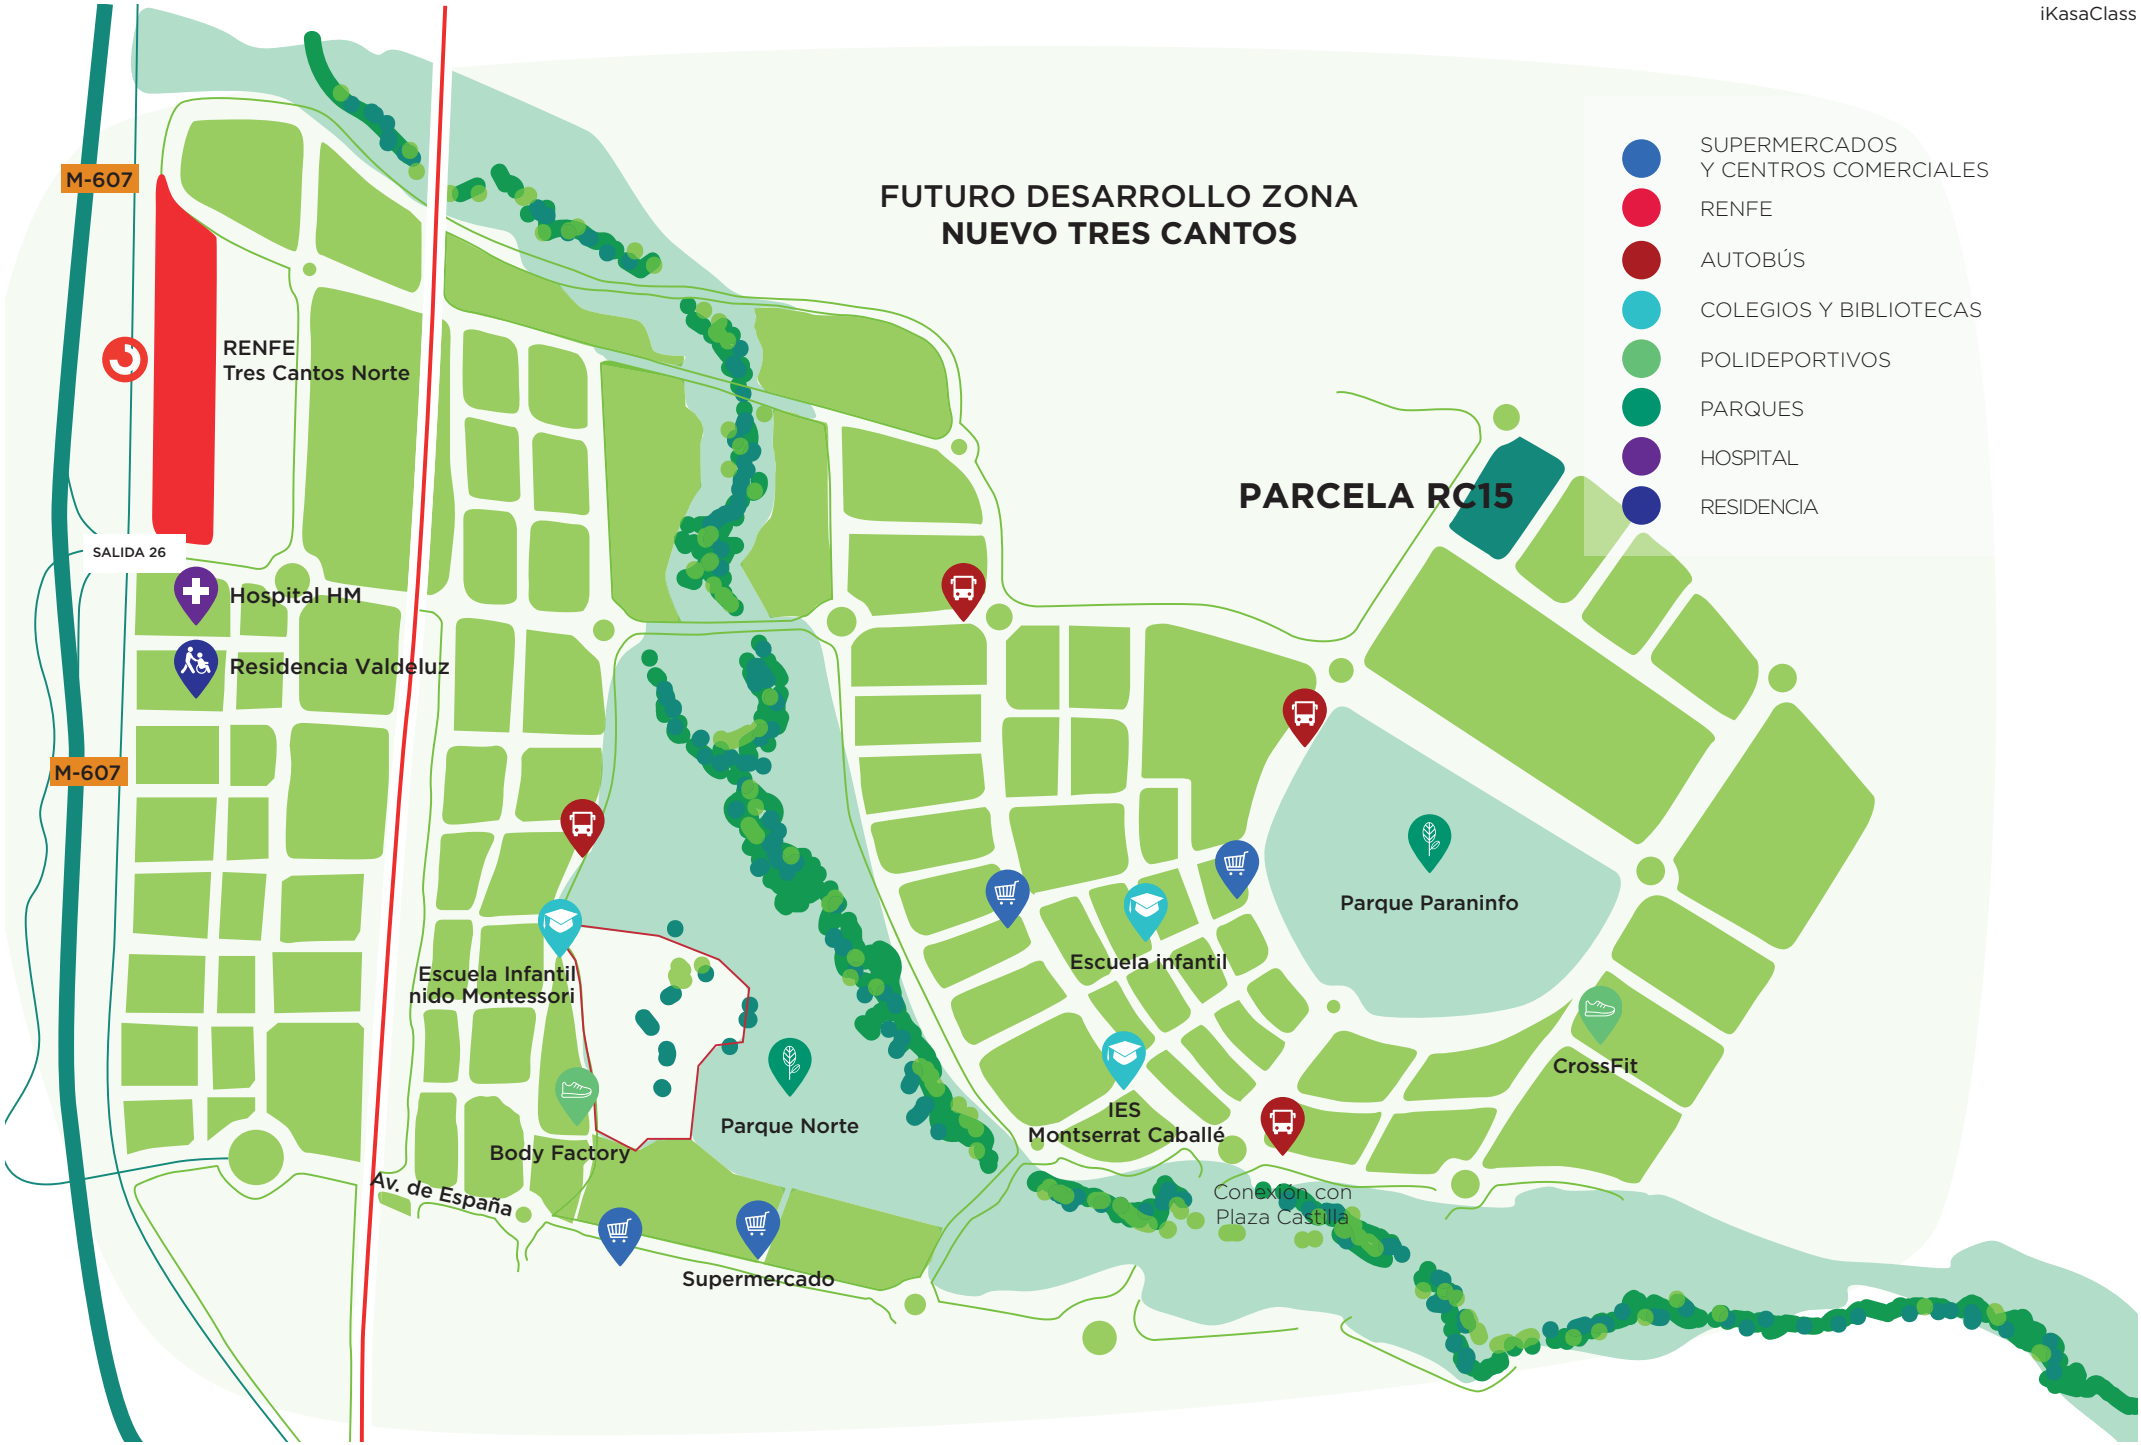 iKasaClass
M-607
FUTURO DESARROLLO ZONA
NUEVO TRES CANTOS
SUPERMERCADOS
Y CENTROS COMERCIALES
RENFE
AUTOBÚS
COLEGIOS Y BIBLIOTECAS
POLIDEPORTIVOS
PARQUES
HOSPITAL
RESIDENCIA
RENFE
Tres Cantos Norte
PARCELA RC15
SALIDA 26
Hospital HM
Residencia Valdeluz
M-607
Parque Paraninfo
Escuela infantil
Escuela Infantil
nido Montessori
CrossFit
IES
Montserrat Caballé
Parque Norte
Body Factory
Av. de España
Conexión con
Plaza Castilla
Supermercado